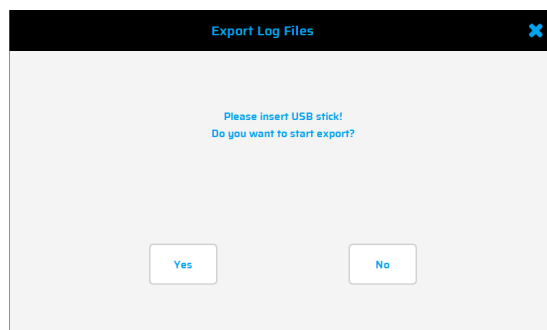 Export Log Files
Please insert USB stick!
Do you want to start export?
Yes
No